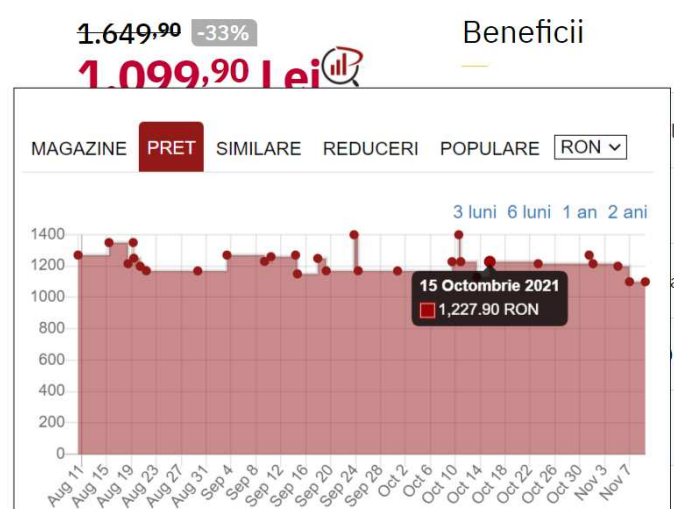 1.649,90 -33%
Beneficii
1.099,90 Lei
MAGAZINE PRET SIMILARE REDUCERI POPULARE RON
3 luni 6 luni 1 an 2 ani
1400
1200
1000
800
600
400
200
0
15 Octombrie 2021
1,227.90 RON
Aug 11 Aug 15 Aug 19 Aug 23 Aug 27 Aug 31 Sep 4 Sep 8 Sep 12 Sep 16 Sep 20 Sep 24 Sep 28 Oct 2 Oct 6 Oct 10 Oct 14 Oct 18 Oct 22 Oct 26 Oct 30 Nov 3 Nov 7